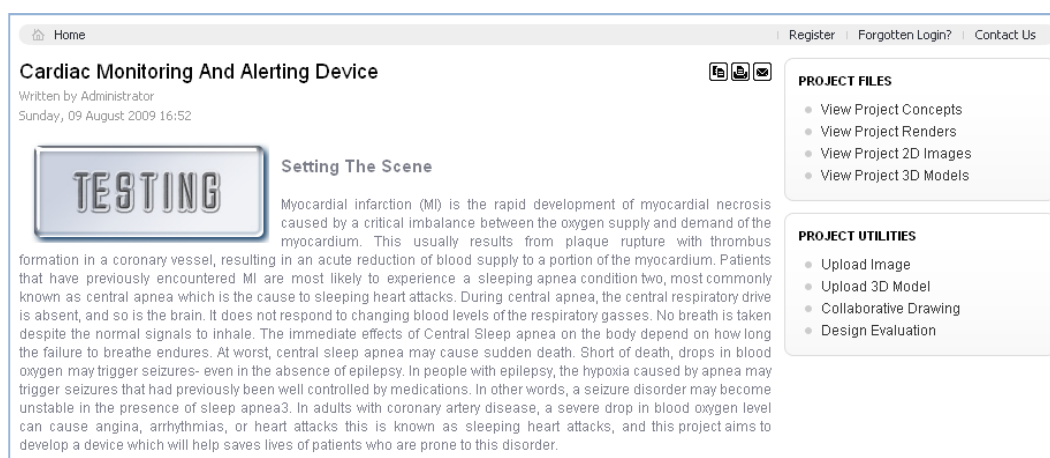 Home
Register
Forgotten Login?
Contact Us
Cardiac Monitoring And Alerting Device
Written by Administrator
Sunday, 09 August 2009 16:52
TESTING
Setting The Scene
Myocardial infarction (MI) is the rapid development of myocardial necrosis
caused by a critical imbalance between the oxygen supply and demand of the
myocardium. This usually results from plaque rupture with thrombus
formation in a coronary vessel, resulting in an acute reduction of blood supply to a portion of the myocardium. Patients
that have previously encountered MI are most likely to experience a sleeping apnea condition two, most commonly
known as central apnea which is the cause to sleeping heart attacks. During central apnea, the central respiratory drive
is absent, and so is the brain. It does not respond to changing blood levels of the respiratory gasses. No breath is taken
despite the normal signals to inhale. The immediate effects of Central Sleep apnea on the body depend on how long
the failure to breathe endures. At worst, central sleep apnea may cause sudden death. Short of death, drops in blood
oxygen may trigger seizures- even in the absence of epilepsy. In people with epilepsy, the hypoxia caused by apnea may
trigger seizures that had previously been well controlled by medications. In other words, a seizure disorder may become
unstable in the presence of sleep apnea3. In adults with coronary artery disease, a severe drop in blood oxygen level
can cause angina, arrhythmias, or heart attacks this is known as sleeping heart attacks, and this project aims to
develop a device which will help saves lives of patients who are prone to this disorder.
PROJECT FILES
View Project Concepts
View Project Renders
View Project 2D Images
View Project 3D Models
PROJECT UTILITIES
Upload Image
Upload 3D Model
Collaborative Drawing
Design Evaluation